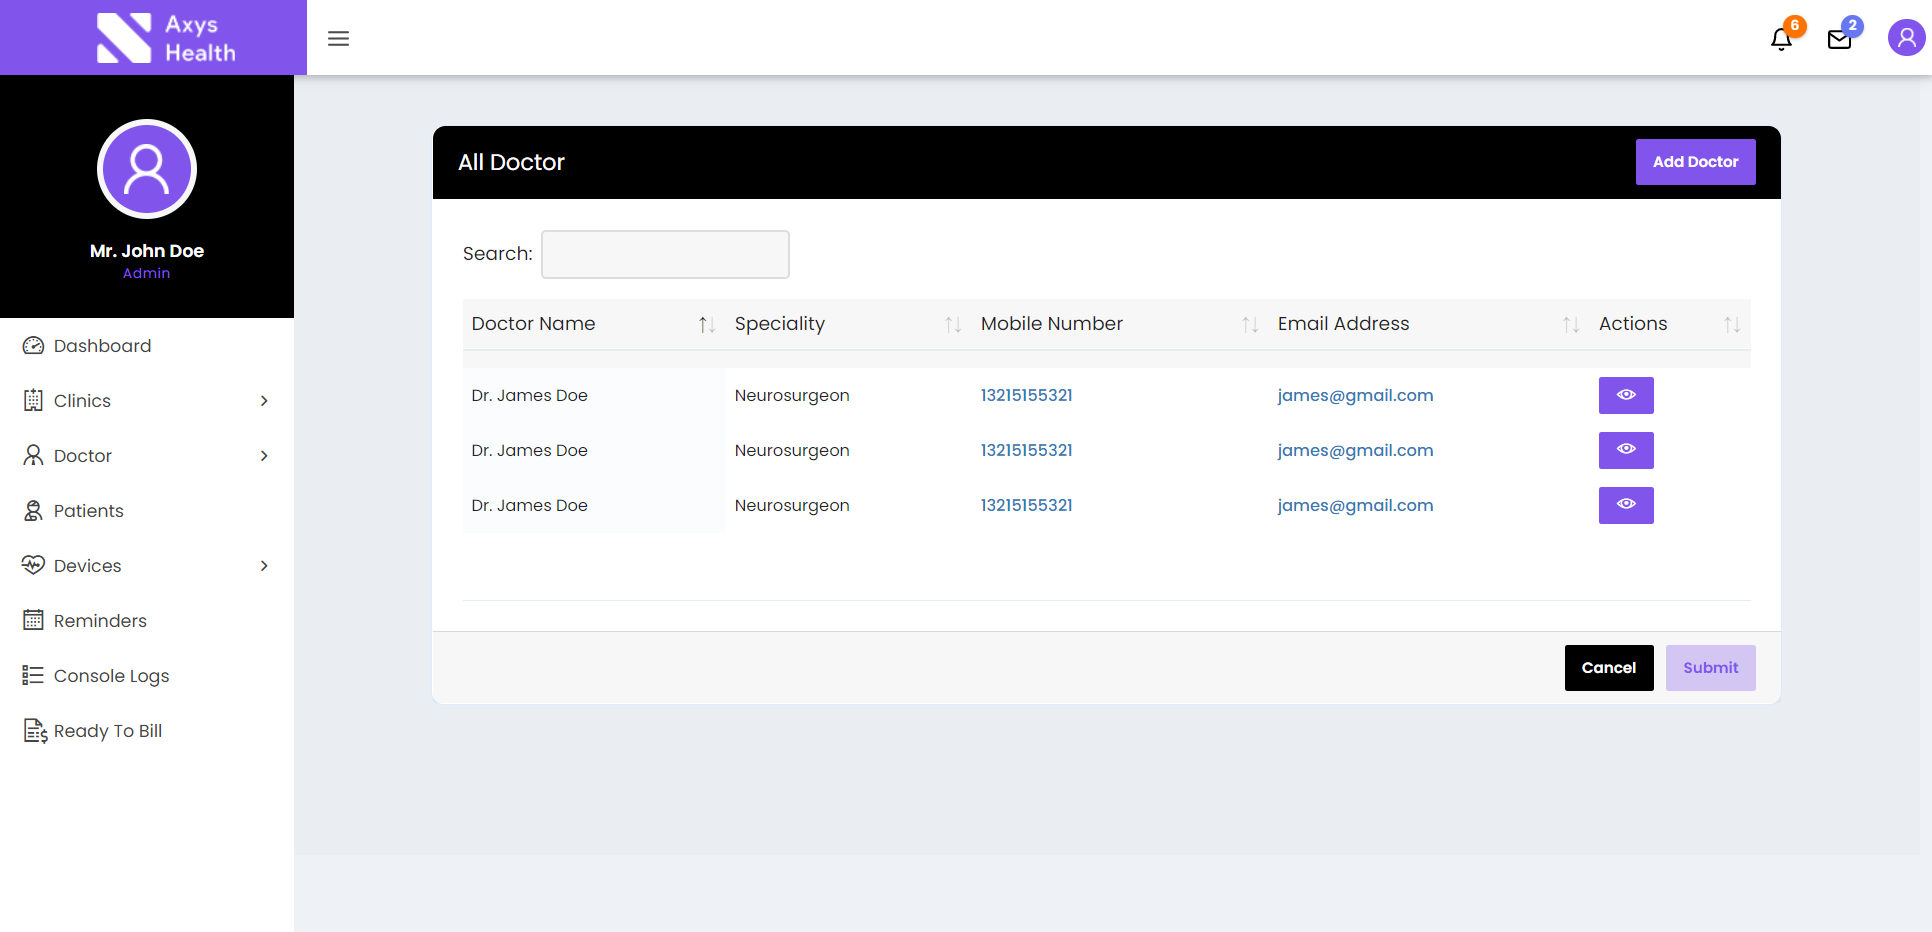 Axys
Health
6
2
Mr. John Doe
Admin
Dashboard
Clinics
Doctor
Patients
Devices
Reminders
Console Logs
Ready To Bill
All Doctor
Add Doctor
Search:
Doctor Name Speciality Mobile Number Email Address Actions
Dr. James Doe Neurosurgeon 13215155321 james@gmail.com
Dr. James Doe Neurosurgeon 13215155321 james@gmail.com
Dr. James Doe Neurosurgeon 13215155321 james@gmail.com
Cancel Submit